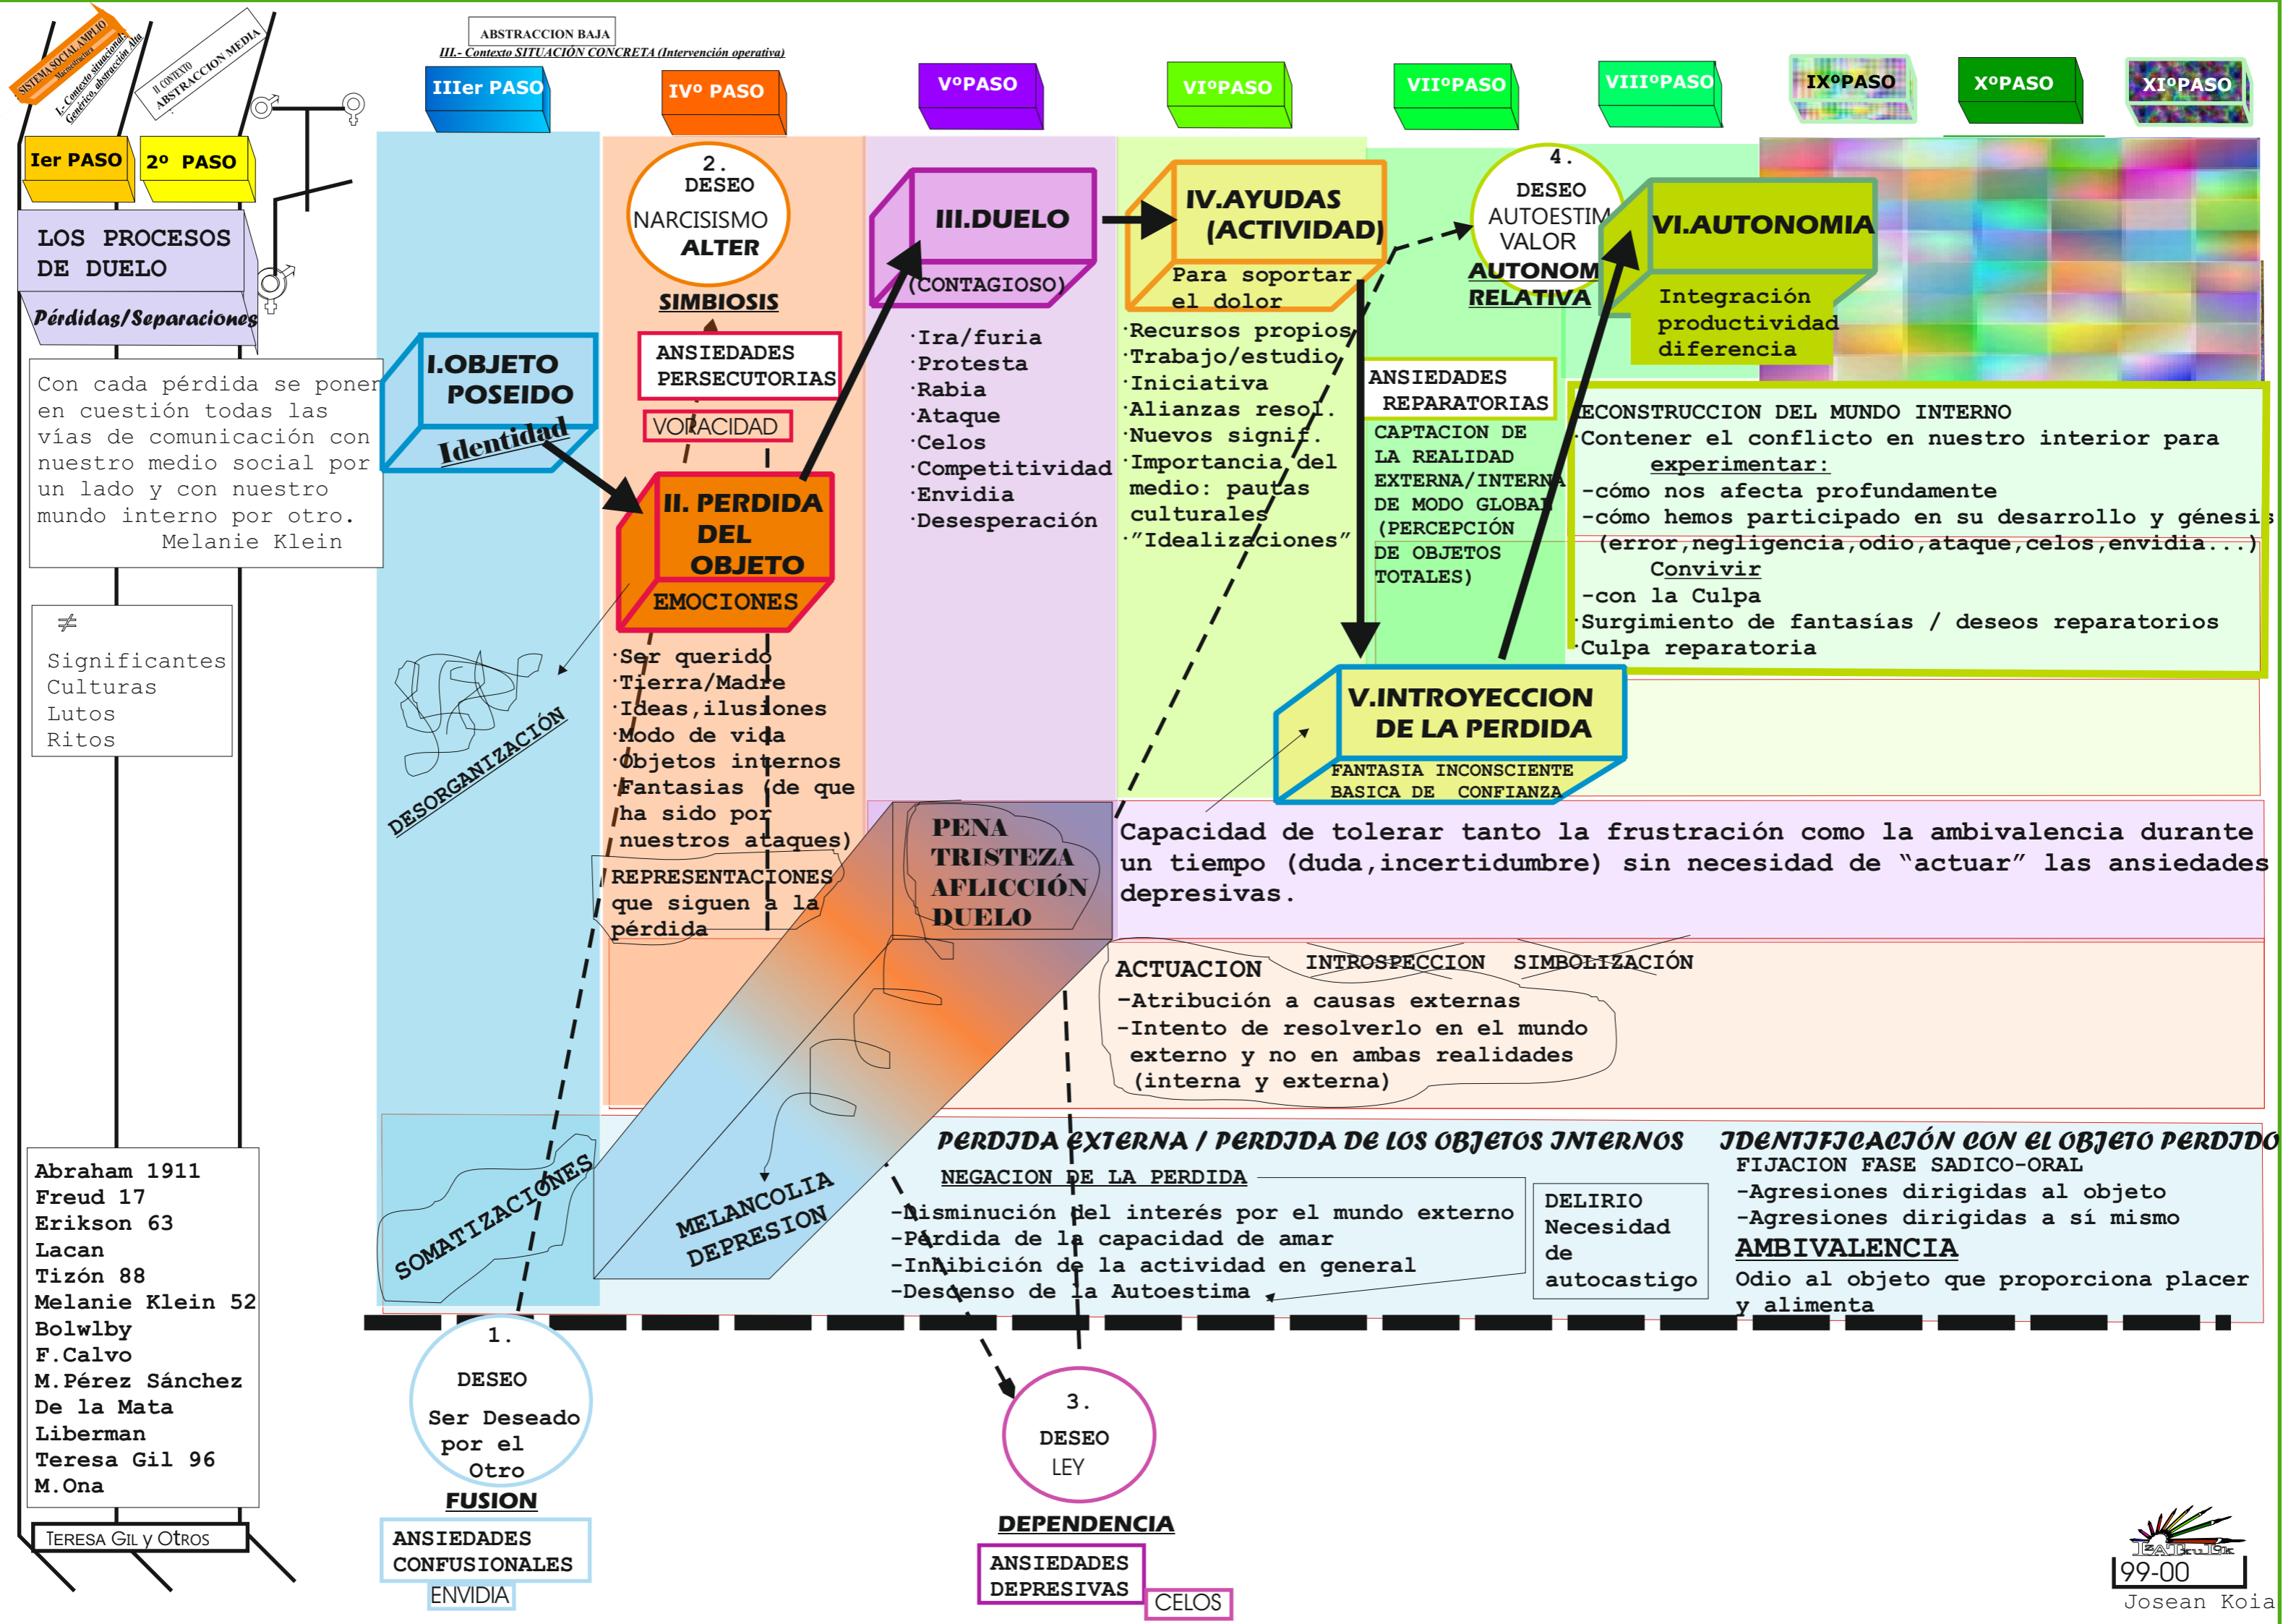 SISTEMA SOCIAL AMPLIO
Macroestructura
I.- Contexto situacional:
Genérico, abstracción Alta
II CONTEXTO
ABSTRACCION MEDIA
ABSTRACCION BAJA
III.- Contexto SITUACIÓN CONCRETA (Intervención operativa)
Ier PASO
2º PASO
IIIer PASO
IVº PASO
VºPASO
VIºPASO
VIIºPASO
VIIIºPASO
IXºPASO
XºPASO
XIºPASO
LOS PROCESOS
DE DUELO
Pérdidas/Separaciones
Con cada pérdida se ponen
en cuestión todas las
vías de comunicación con
nuestro medio social por
un lado y con nuestro
mundo interno por otro.
Melanie Klein
≠
Significantes
Culturas
Lutos
Ritos
Abraham 1911
Freud 17
Erikson 63
Lacan
Tizón 88
Melanie Klein 52
Bolwlby
F.Calvo
M.Pérez Sánchez
De la Mata
Liberman
Teresa Gil 96
M.Ona
TERESA GIL y OTROS
I.OBJETO
POSEIDO
Identidad
DESORGANIZACIÓN
SOMATIZACIONES
1.
DESEO
Ser Deseado
por el
Otro
FUSION
ANSIEDADES
CONFUSIONALES
ENVIDIA
2.
DESEO
NARCISISMO
ALTER
SIMBIOSIS
ANSIEDADES
PERSECUTORIAS
VORACIDAD
II. PERDIDA
DEL
OBJETO
EMOCIONES
·Ser querido
·Tierra/Madre
·Ideas,ilusiones
·Modo de vida
·Objetos internos
·Fantasias (de que
ha sido por
nuestros ataques)
REPRESENTACIONES
que siguen a la
pérdida
III.DUELO
(CONTAGIOSO)
·Ira/furia
·Protesta
·Rabia
·Ataque
·Celos
·Competitividad
·Envidia
·Desesperación
PENA
TRISTEZA
AFLICCIÓN
DUELO
MELANCOLIA
DEPRESION
IV.AYUDAS
(ACTIVIDAD)
Para soportar
el dolor
·Recursos propios
·Trabajo/estudio
·Iniciativa
·Alianzas resol.
·Nuevos signif.
·Importancia del
medio: pautas
culturales
·"Idealizaciones"
4.
DESEO
AUTOESTIM
VALOR
AUTONOM
RELATIVA
ANSIEDADES
REPARATORIAS
CAPTACION DE
LA REALIDAD
EXTERNA/INTERNA
DE MODO GLOBAL
(PERCEPCIÓN
DE OBJETOS
TOTALES)
VI.AUTONOMIA
Integración
productividad
diferencia
ECONSTRUCCION DEL MUNDO INTERNO
·Contener el conflicto en nuestro interior para
experimentar:
-cómo nos afecta profundamente
-cómo hemos participado en su desarrollo y génesis
(error,negligencia,odio,ataque,celos,envidia...)
Convivir
-con la Culpa
·Surgimiento de fantasías / deseos reparatorios
·Culpa reparatoria
V.INTROYECCION
DE LA PERDIDA
FANTASIA INCONSCIENTE
BASICA DE CONFIANZA
Capacidad de tolerar tanto la frustración como la ambivalencia durante
un tiempo (duda,incertidumbre) sin necesidad de “actuar” las ansiedades
depresivas.
ACTUACION
INTROSPECCION
SIMBOLIZACIÓN
-Atribución a causas externas
-Intento de resolverlo en el mundo
externo y no en ambas realidades
(interna y externa)
PERDIDA EXTERNA / PERDIDA DE LOS OBJETOS INTERNOS
NEGACION DE LA PERDIDA
-Disminución del interés por el mundo externo
-Pérdida de la capacidad de amar
-Inhibición de la actividad en general
-Descenso de la Autoestima
DELIRIO
Necesidad
de
autocastigo
IDENTIFICACIÓN CON EL OBJETO PERDIDO
FIJACION FASE SADICO-ORAL
-Agresiones dirigidas al objeto
-Agresiones dirigidas a sí mismo
AMBIVALENCIA
Odio al objeto que proporciona placer
y alimenta
3.
DESEO
LEY
DEPENDENCIA
ANSIEDADES
DEPRESIVAS
CELOS
99-00
Josean Koia